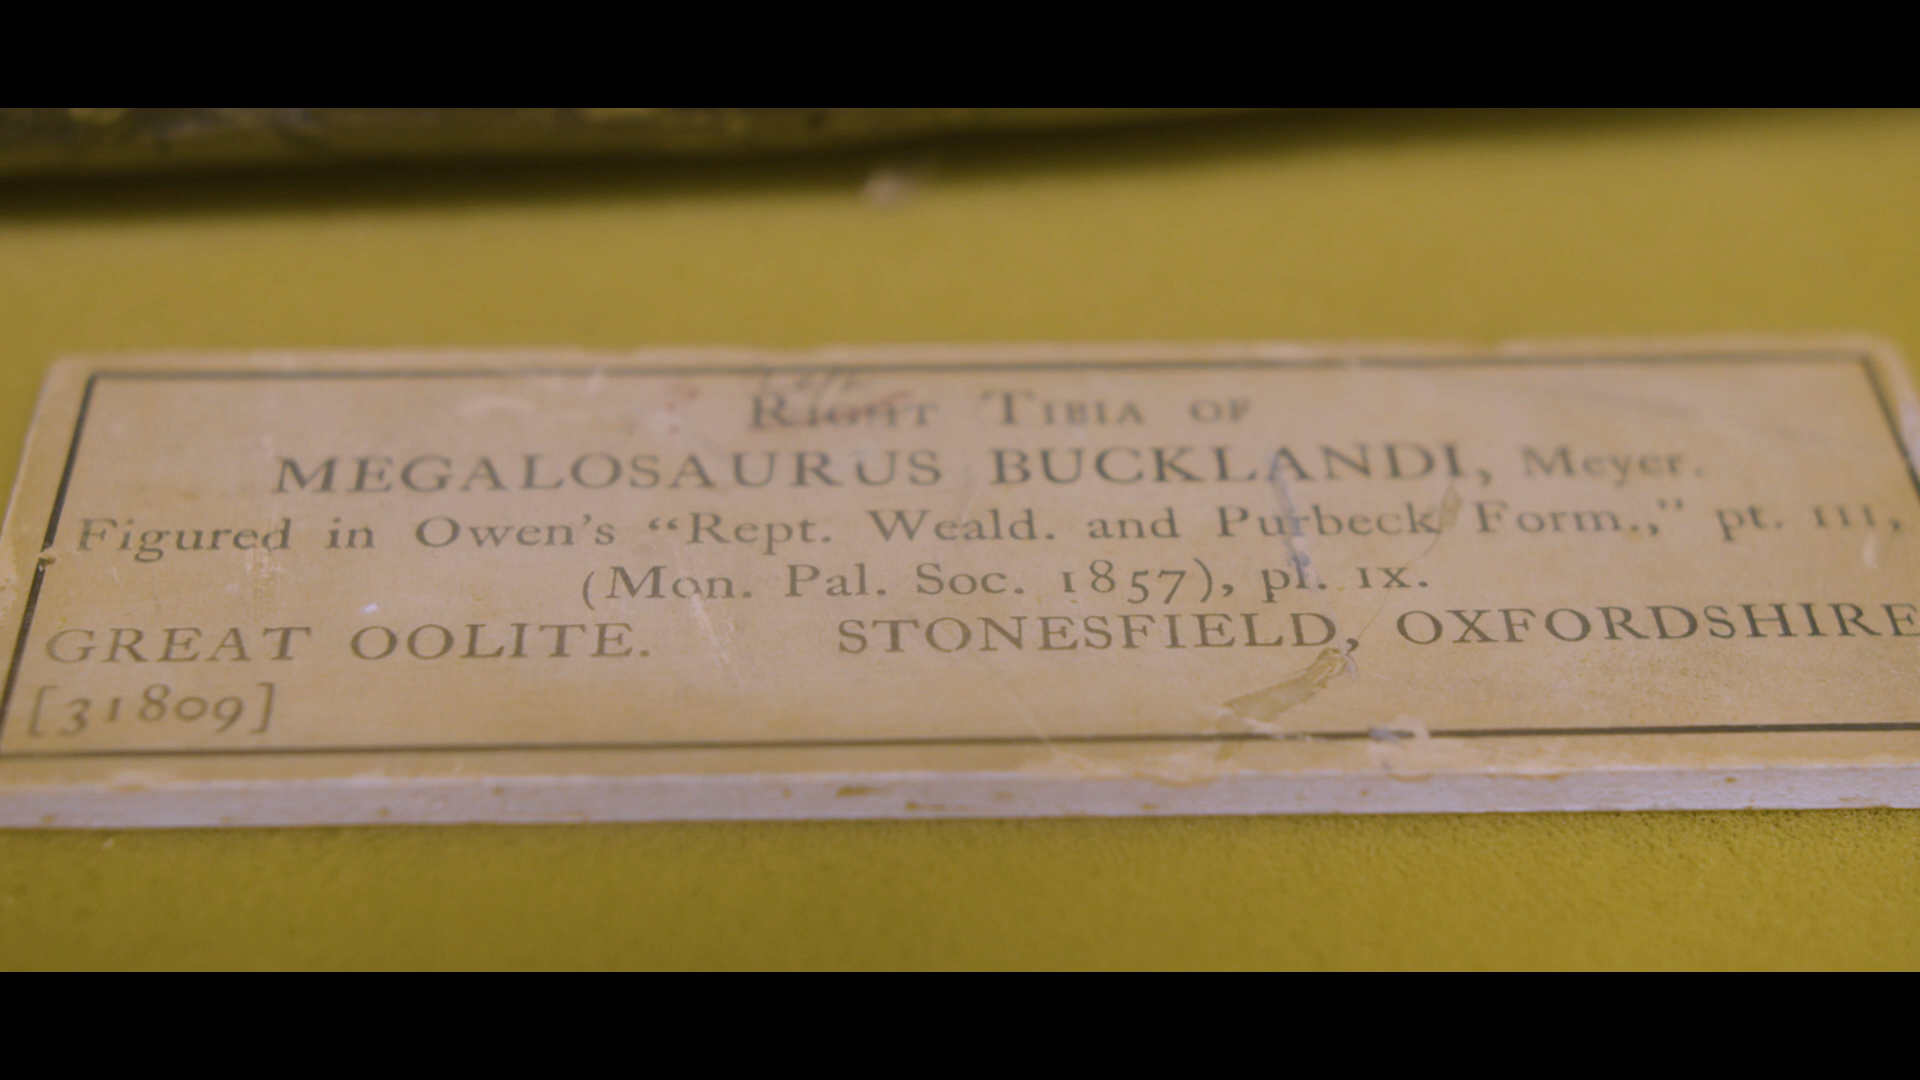 Right Tibia of
MEGALOSAURUS BUCKLANDI, Meyer.
Figured in Owen's “Rept. Weald. and Purbeck Form.,” pt. III,
(Mon. Pal. Soc. 1857), pl. IX.
GREAT OOLITE. STONESFIELD, OXFORDSHIRE
[31809]